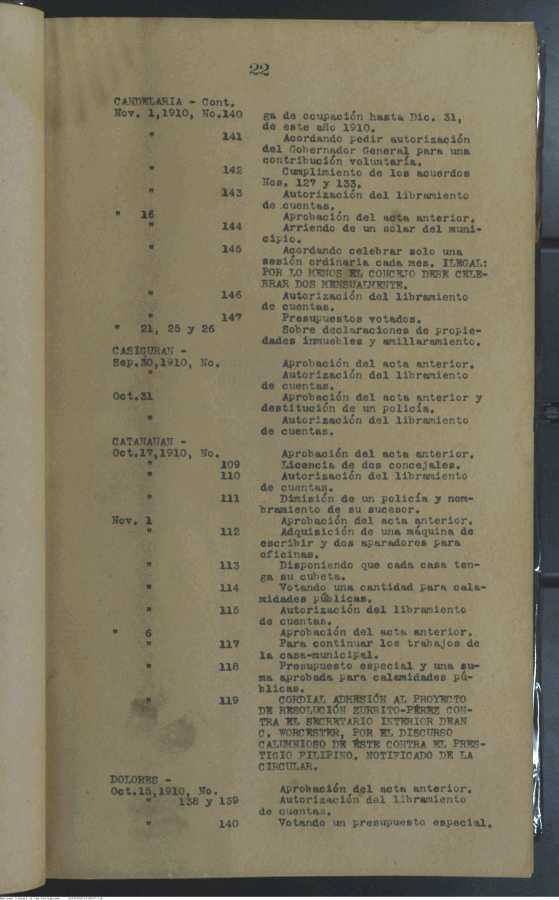 22
CANDELARIA - Cont.
Nov. 1,1910, No.140 ga de ocupación hasta Dic. 31,
de este año 1910.
" 141 Acordando pedir autorización
del Gobernador General para una
contribución voluntaria.
" 142 Cumplimiento de los acuerdos
Nos. 127 y 133.
" 143 Autorización del libramiento
de cuentas.
" 16 Aprobación del acta anterior.
" 144 Arriendo de un solar del muni-
cipio.
" 145 Acordando celebrar solo una
sesión ordinaria cada mes. ILEGAL:
POR LO MENOS EL CONCEJO DEBE CELE-
BRAR DOS MENSUALMENTE.
" 146 Autorización del libramiento
de cuentas.
" 147 Presupuestos votados.
" 21, 25 y 26 Sobre declaraciones de propie-
dades inmuebles y amillaramiento.
CASIGURAN -
Sep.30,1910, No. Aprobación del acta anterior.
" Autorización del libramiento
de cuentas.
Oct.31 Aprobación del acta anterior y
destitución de un policía.
" Autorización del libramiento
de cuentas.
CATANAUAN -
Oct.17,1910, No. Aprobación del acta anterior.
" 109 Licencia de dos concejales.
" 110 Autorización del libramiento
de cuentas.
" 111 Dimisión de un policía y nom-
bramiento de su sucesor.
Nov. 1 Aprobación del acta anterior.
" 112 Adquisición de una máquina de
escribir y dos aparadores para
oficinas.
" 113 Disponiendo que cada casa ten-
ga su cubeta.
" 114 Votando una cantidad para cala-
midades públicas.
" 115 Autorización del libramiento
de cuentas.
" 6 Aprobación del acta anterior.
" 117 Para continuar los trabajos de
la casa-municipal.
" 118 Presupuesto especial y una su-
ma aprobada para calamidades pú-
blicas.
" 119 CORDIAL ADHESIÓN AL PROYECTO
DE RESOLUCIÓN ZURBITO-PÉREZ CON-
TRA EL SECRETARIO INTERIOR DEAN
C. WORCESTER, POR EL DISCURSO
CALUMNIOSO DE ÉSTE CONTRA EL PRES-
TIGIO FILIPINO, NOTIFICADO DE LA
CIRCULAR.
DOLORES -
Oct.15,1910, No. Aprobación del acta anterior.
" 138 y 139 Autorización del libramiento
de cuentas.
" 140 Votando un presupuesto especial.